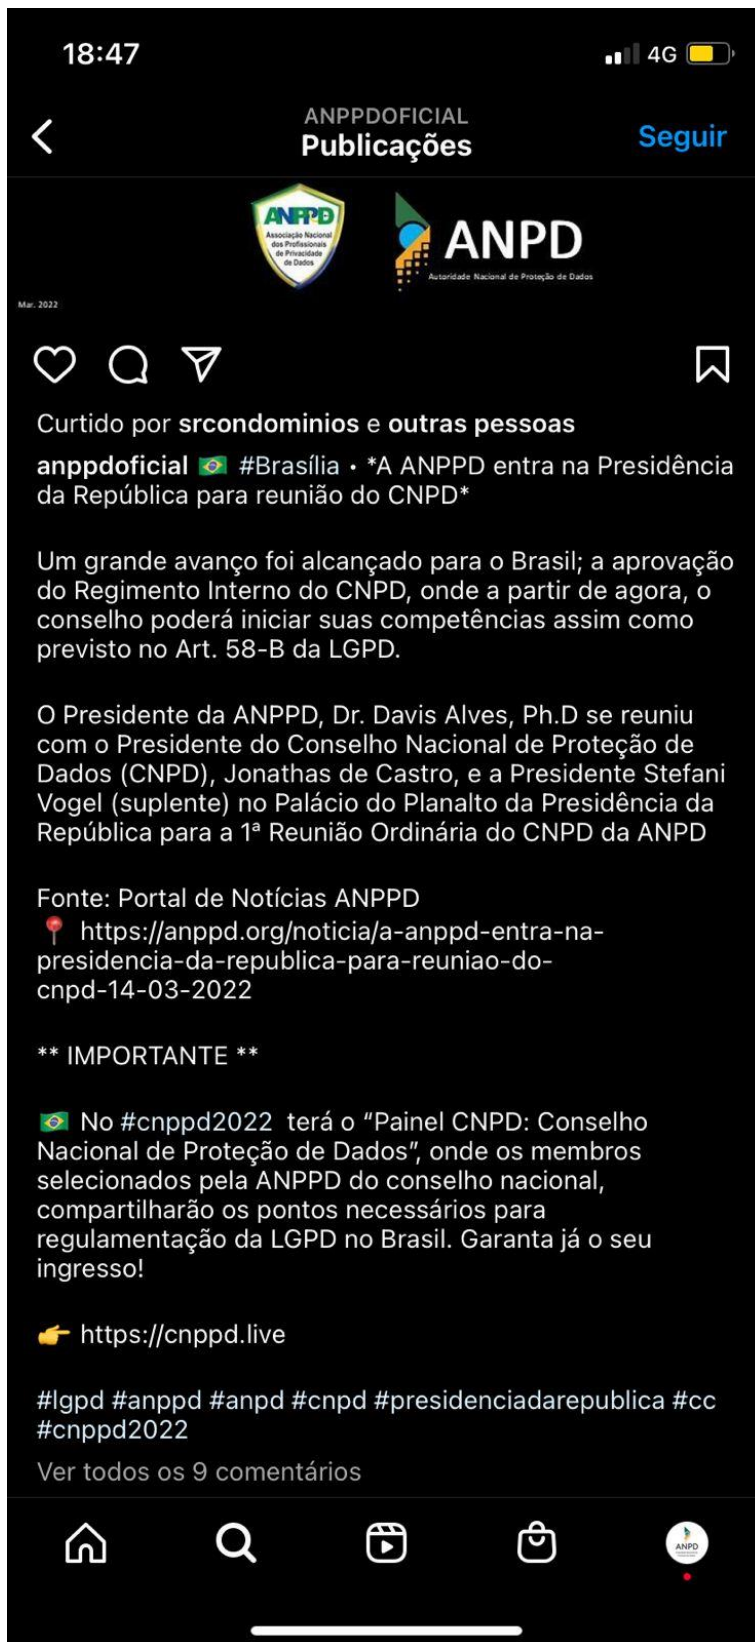 18:47
4G
ANPPDOFICIAL
Publicações
Seguir
ANPPD
Associação Nacional
dos Profissionais
de Privacidade
de Dados
ANPD
Autoridade Nacional de Proteção de Dados
Mar. 2022
Curtido por srcondominios e outras pessoas
anppdoficial 🇧🇷 #Brasília • *A ANPPD entra na Presidência
da República para reunião do CNPD*
Um grande avanço foi alcançado para o Brasil; a aprovação
do Regimento Interno do CNPD, onde a partir de agora, o
conselho poderá iniciar suas competências assim como
previsto no Art. 58-B da LGPD.
O Presidente da ANPPD, Dr. Davis Alves, Ph.D se reuniu
com o Presidente do Conselho Nacional de Proteção de
Dados (CNPD), Jonathas de Castro, e a Presidente Stefani
Vogel (suplente) no Palácio do Planalto da Presidência da
República para a 1ª Reunião Ordinária do CNPD da ANPD
Fonte: Portal de Notícias ANPPD
📍 https://anppd.org/noticia/a-anppd-entra-na-
presidencia-da-republica-para-reuniao-do-
cnpd-14-03-2022
** IMPORTANTE **
🇧🇷 No #cnppd2022 terá o “Painel CNPD: Conselho
Nacional de Proteção de Dados”, onde os membros
selecionados pela ANPPD do conselho nacional,
compartilharão os pontos necessários para
regulamentação da LGPD no Brasil. Garanta já o seu
ingresso!
👉 https://cnppd.live
#lgpd #anppd #anpd #cnpd #presidenciadarepublica #cc
#cnppd2022
Ver todos os 9 comentários
ANPD